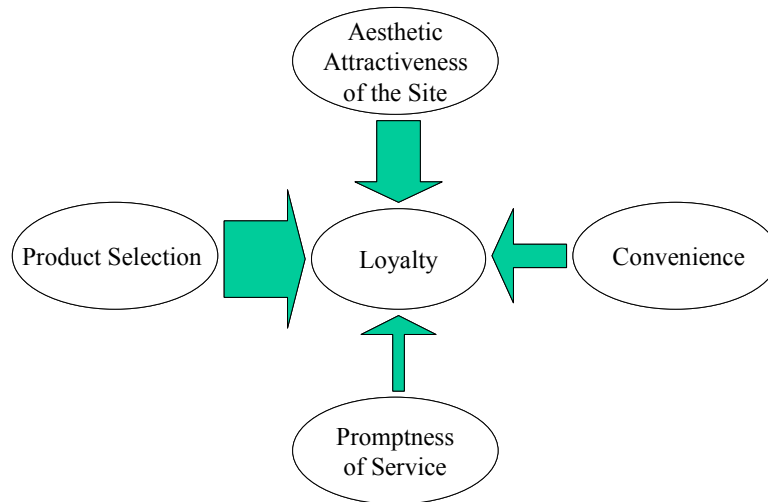 Aesthetic
Attractiveness
of the Site
Product Selection
Loyalty
Convenience
Promptness
of Service